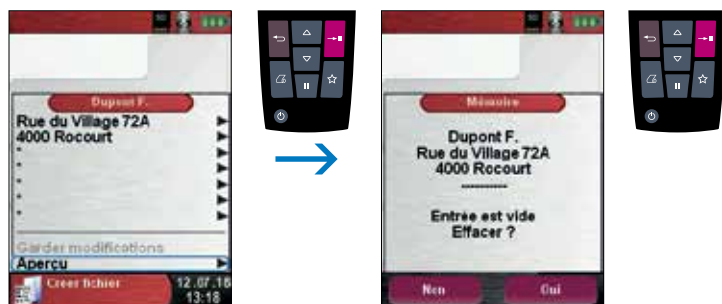 Dupont F.
Rue du Village 72A
4000 Rocourt
Garder modifications
Aperçu
Créer fichier
12.07.18
13:18
Mémoire
Dupont F.
Rue du Village 72A
4000 Rocourt
-----------
Entrée est vide
Effacer ?
Non
Oui